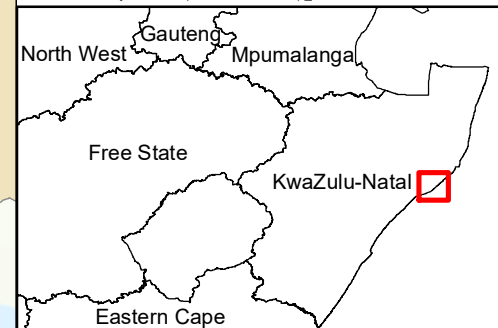 Gauteng
North West
Mpumalanga
Free State
KwaZulu-Natal
Eastern Cape